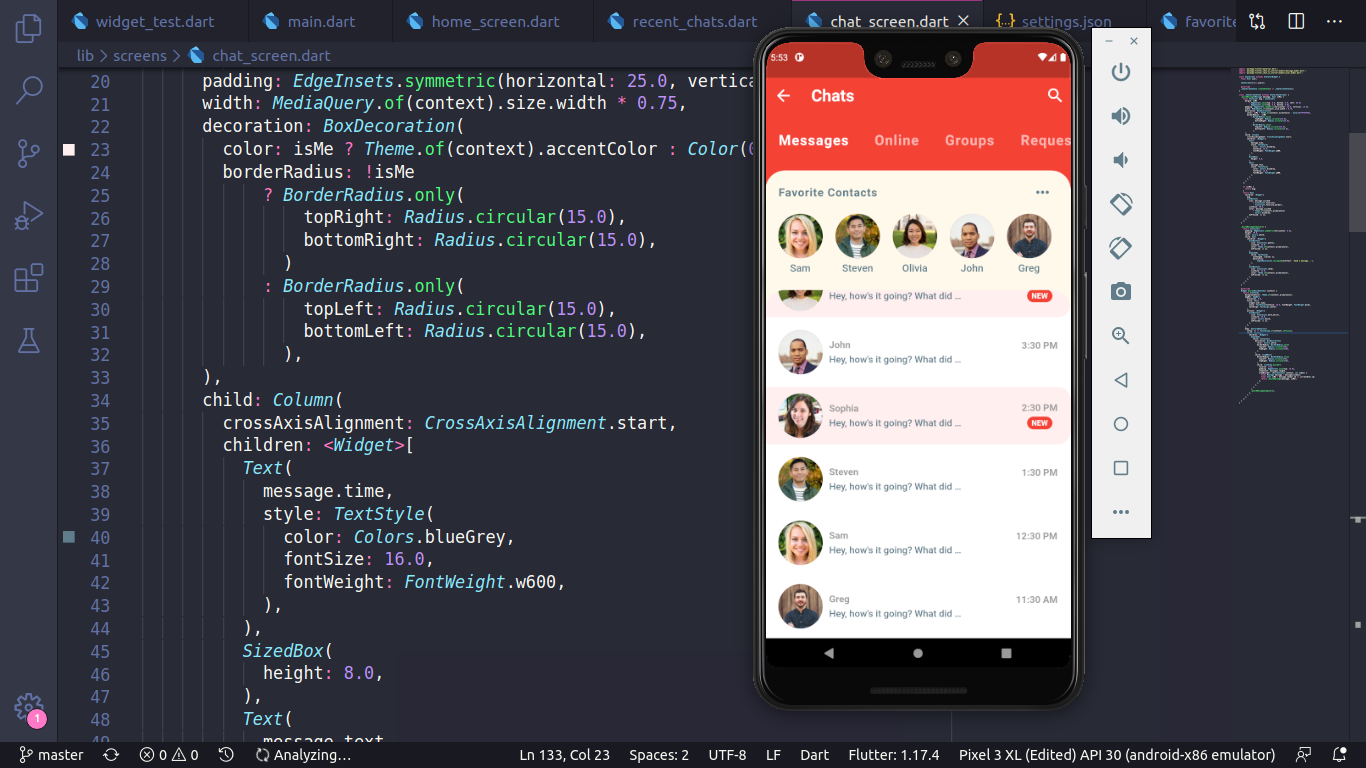 widget_test.dart main.dart home_screen.dart recent_chats.dart chat_screen.dart {..} settings.json favorite
lib > screens > chat_screen.dart
20 padding: EdgeInsets.symmetric(horizontal: 25.0, vertica
21 width: MediaQuery.of(context).size.width * 0.75,
22 decoration: BoxDecoration(
23 color: isMe ? Theme.of(context).accentColor : Color(0
24 borderRadius: !isMe
25 ? BorderRadius.only(
26 topRight: Radius.circular(15.0),
27 bottomRight: Radius.circular(15.0),
28 )
29 : BorderRadius.only(
30 topLeft: Radius.circular(15.0),
31 bottomLeft: Radius.circular(15.0),
32 ),
33 ),
34 child: Column(
35 crossAxisAlignment: CrossAxisAlignment.start,
36 children: <Widget>[
37 Text(
38 message.time,
39 style: TextStyle(
40 color: Colors.blueGrey,
41 fontSize: 16.0,
42 fontWeight: FontWeight.w600,
43 ),
44 ),
45 SizedBox(
46 height: 8.0,
47 ),
48 Text(
49 message.text,
5:53
Chats
Messages Online Groups Reques
Favorite Contacts
Sam Steven Olivia John Greg
Hey, how's it going? What did ... NEW
John 3:30 PM
Hey, how's it going? What did ...
Sophia 2:30 PM
Hey, how's it going? What did ... NEW
Steven 1:30 PM
Hey, how's it going? What did ...
Sam 12:30 PM
Hey, how's it going? What did ...
Greg 11:30 AM
Hey, how's it going? What did ...
1
master 0 0 Analyzing... Ln 133, Col 23 Spaces: 2 UTF-8 LF Dart Flutter: 1.17.4 Pixel 3 XL (Edited) API 30 (android-x86 emulator)